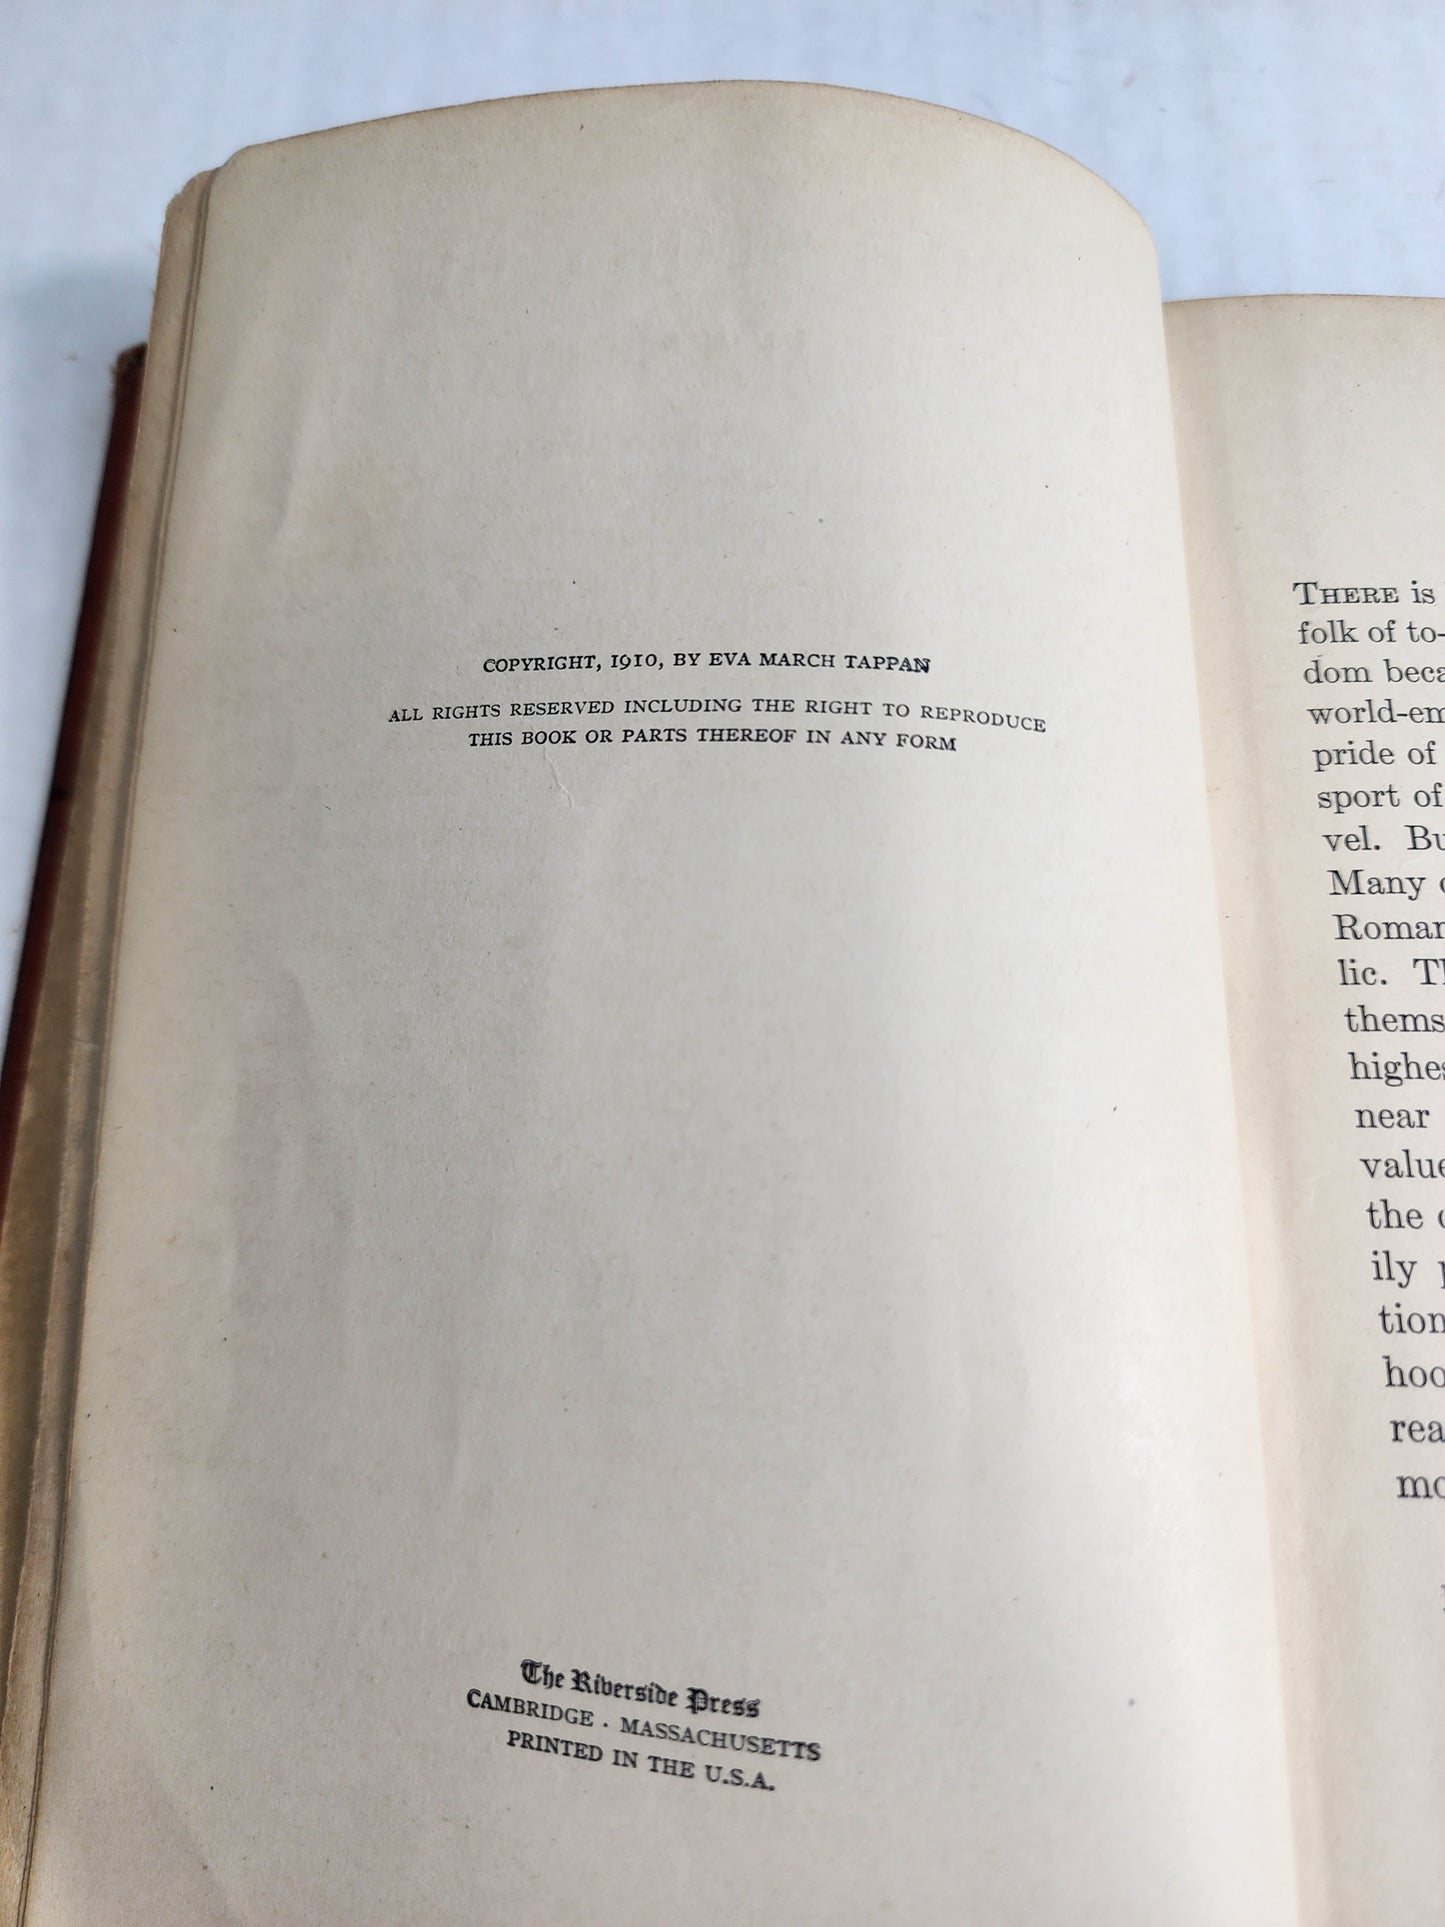 COPYRIGHT, 1910, BY EVA MARCH TAPPAN
ALL RIGHTS RESERVED INCLUDING THE RIGHT TO REPRODUCE
THIS BOOK OR PARTS THEREOF IN ANY FORM
The Riverside Press
CAMBRIDGE . MASSACHUSETTS
PRINTED IN THE U.S.A.
THERE is
folk of to-
dom beca
world-em
pride of
sport of
vel. Bu
Many
Roman
lic. Th
thems
highes
near
value
the
ily
tion
hoo
rea
mo